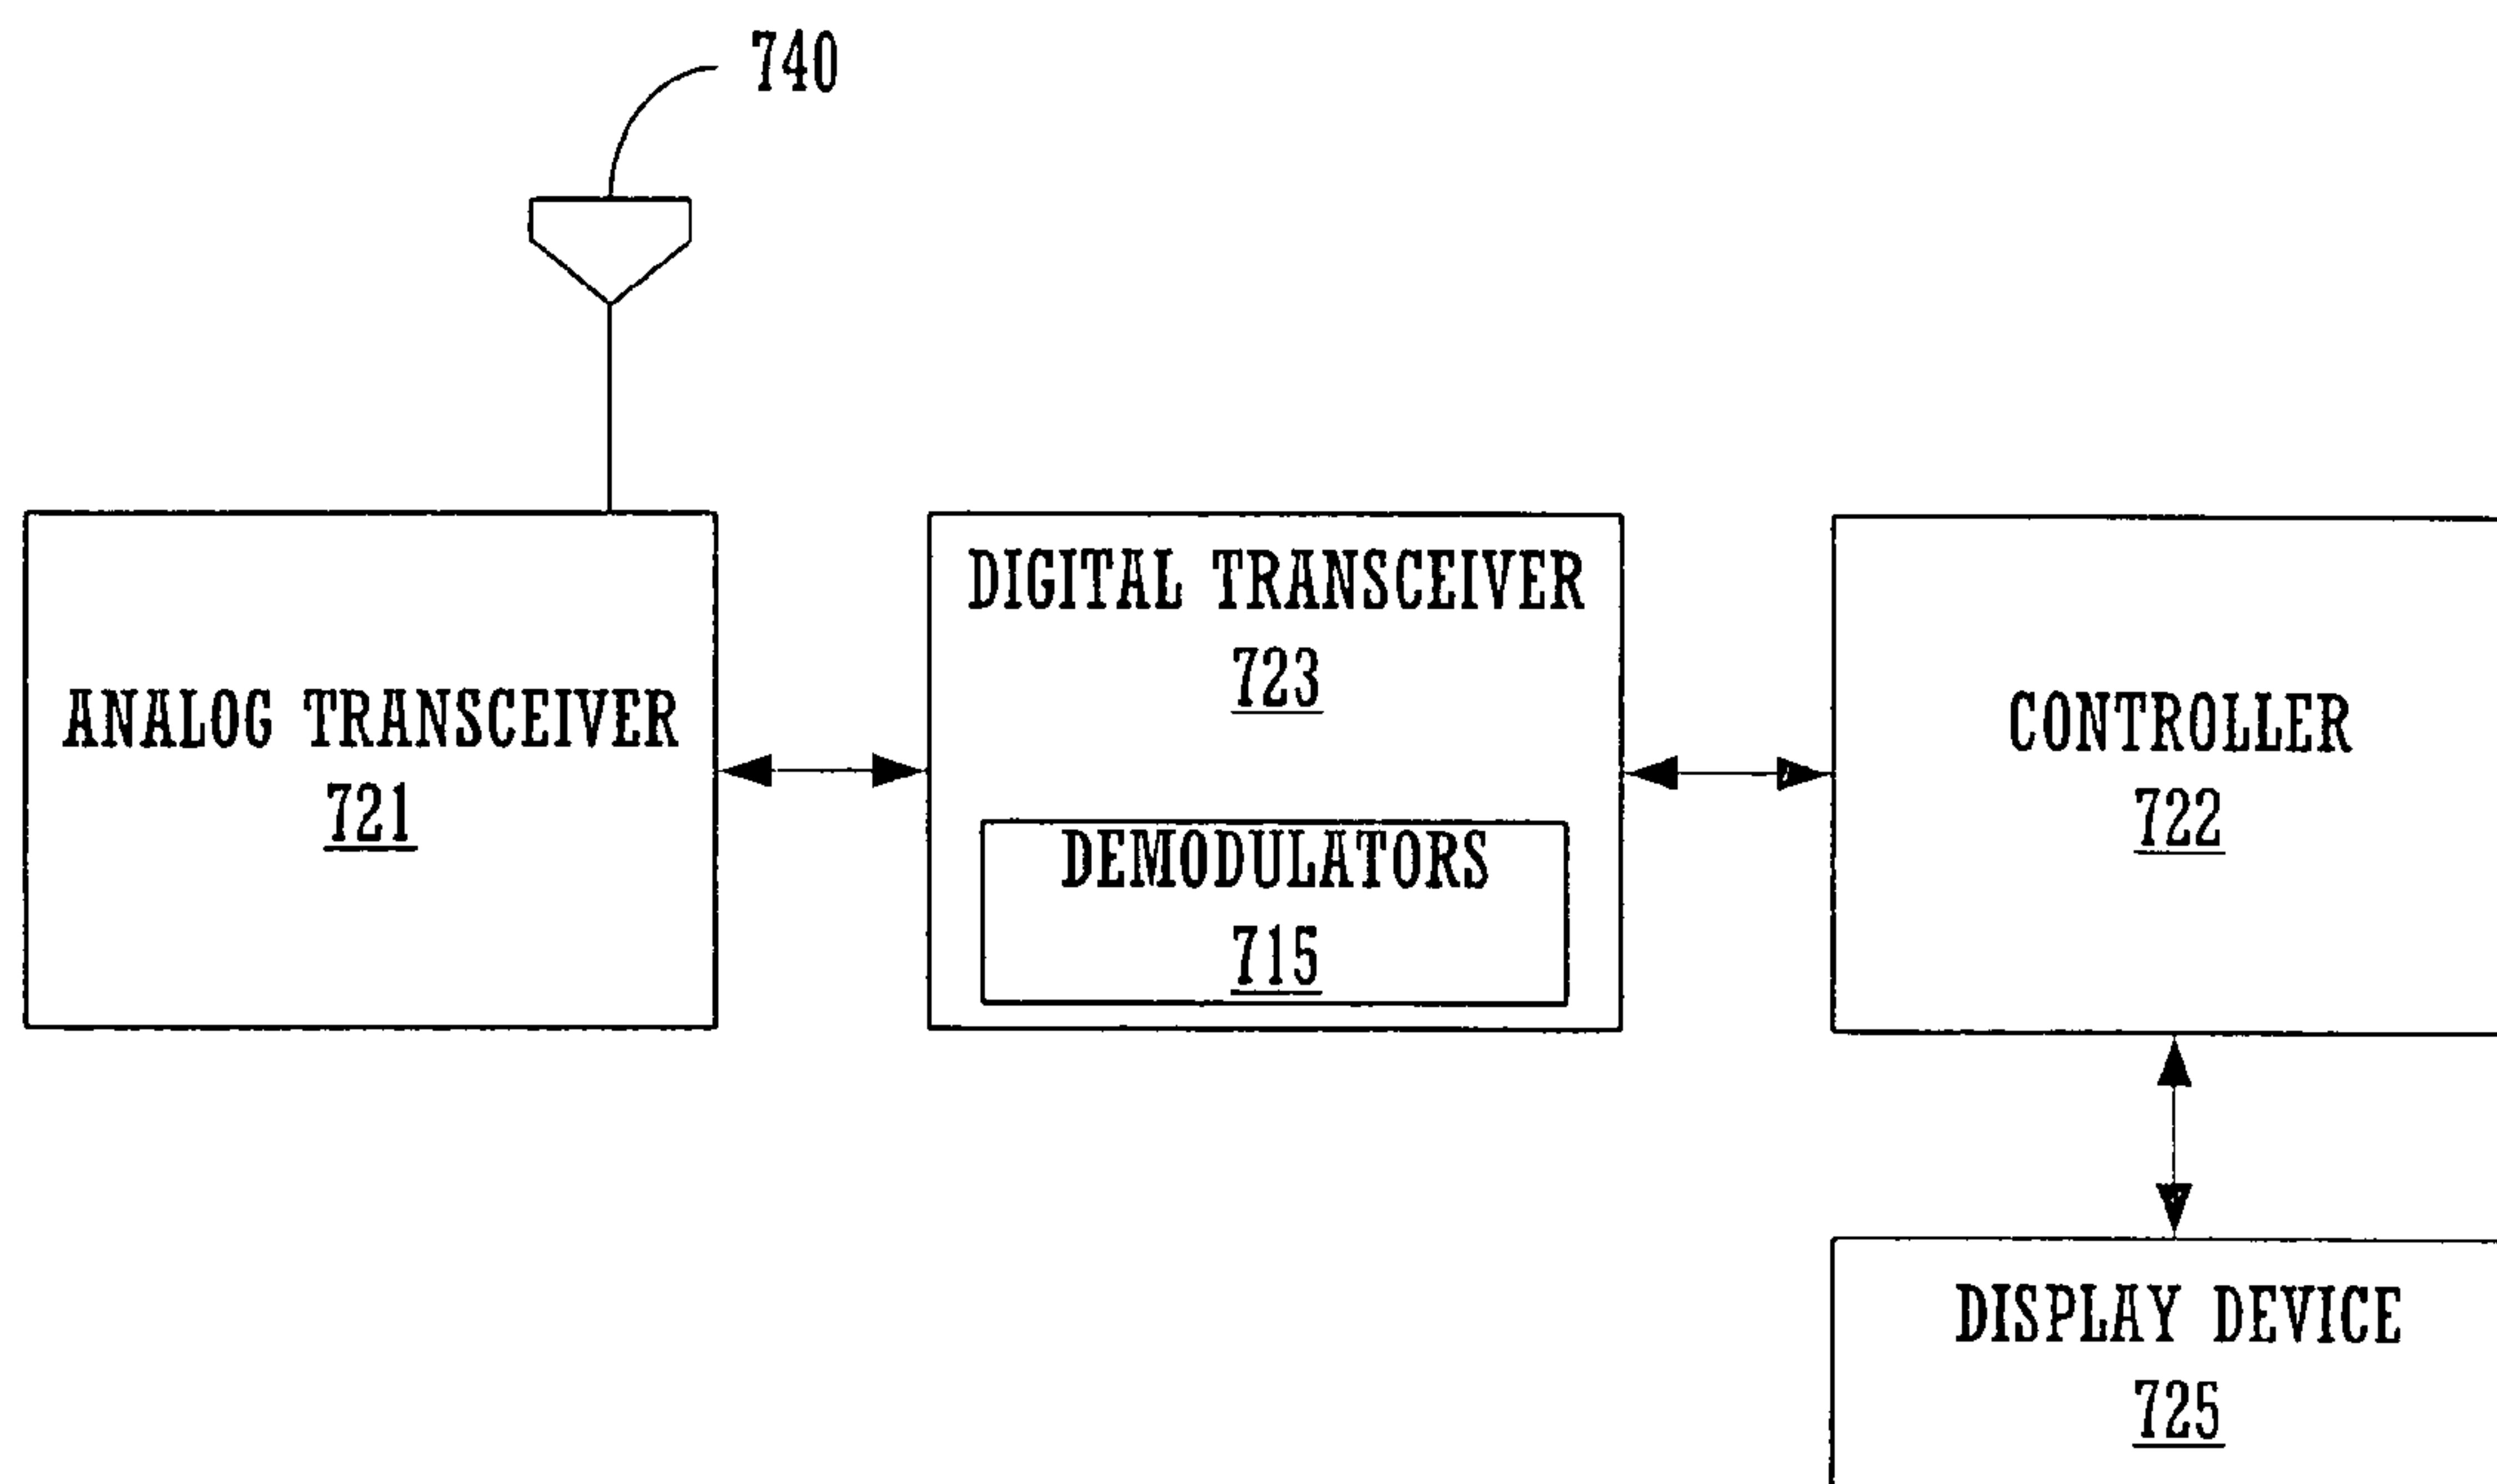 740
ANALOG TRANSCEIVER
721
DIGITAL TRANSCEIVER
723
DEMODULATORS
715
CONTROLLER
722
DISPLAY DEVICE
725